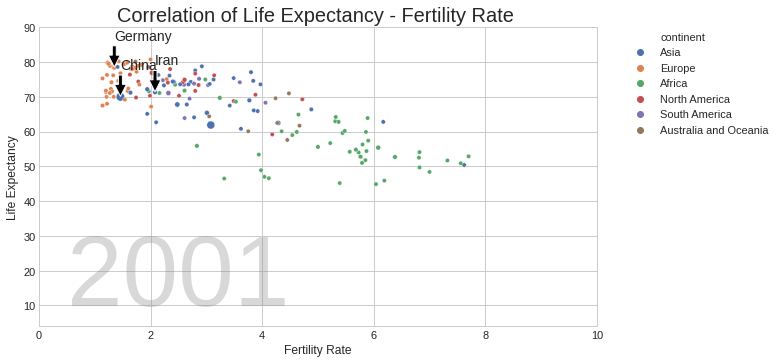 Correlation of Life Expectancy - Fertility Rate
Germany
China
Iran
2001
90
80
70
60
50
40
30
20
10
0
2
4
6
8
10
Life Expectancy
Fertility Rate
continent
Asia
Europe
Africa
North America
South America
Australia and Oceania